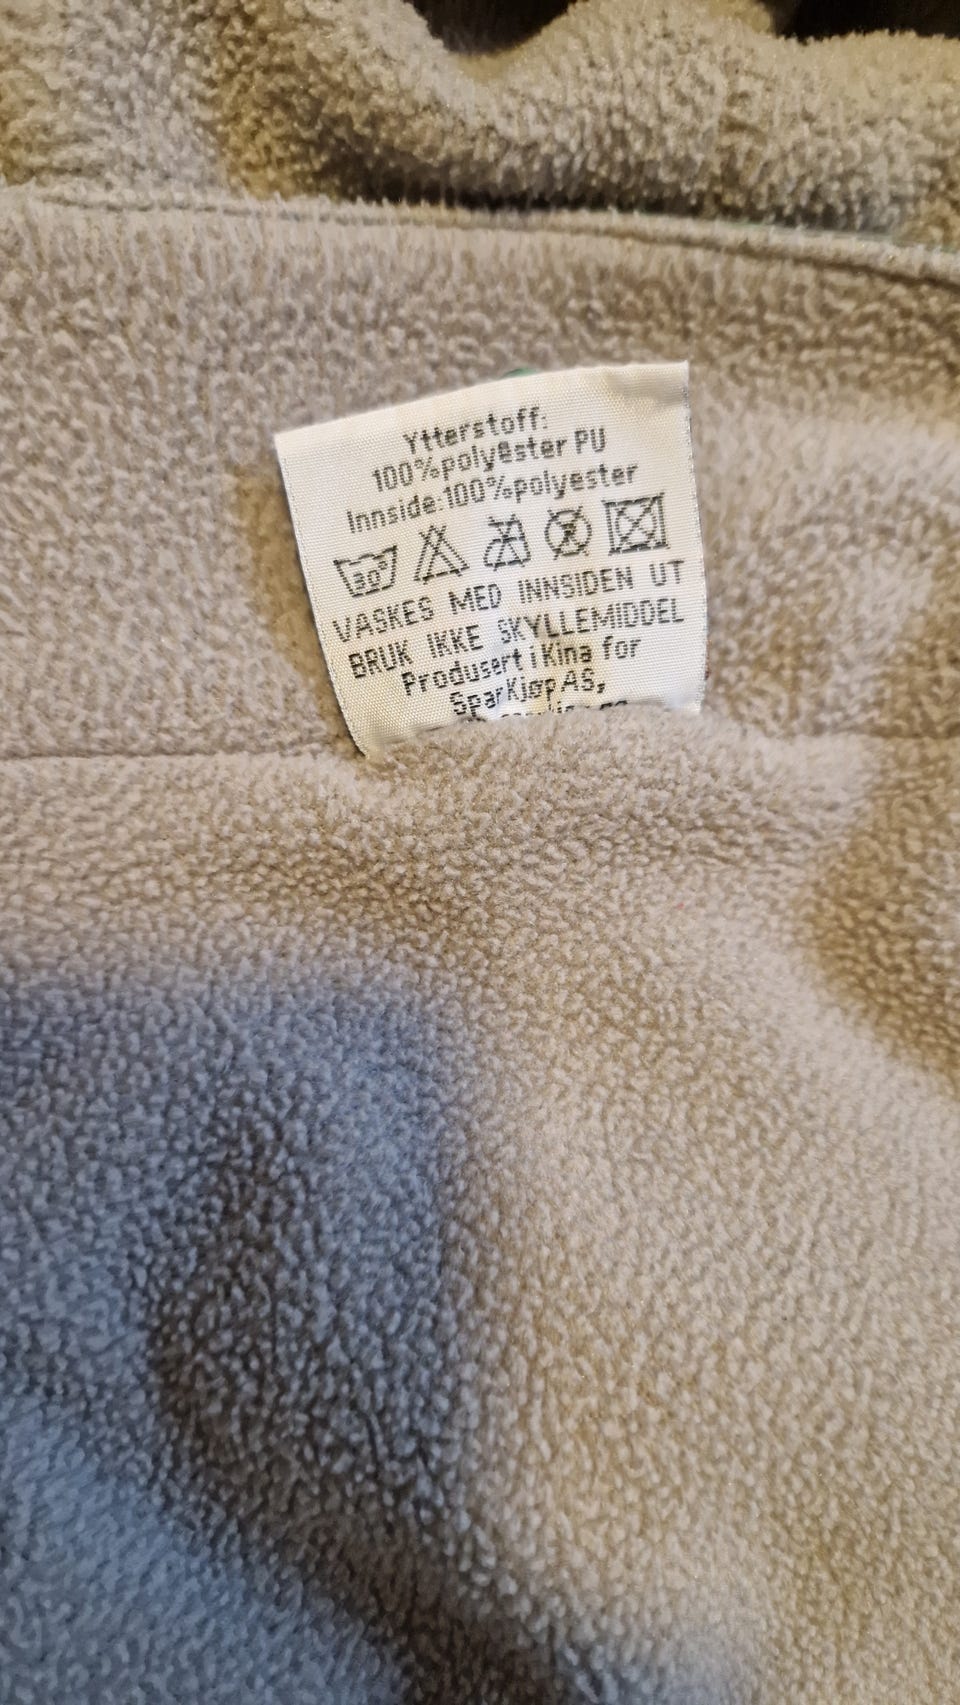 Ytterstoff:
100%polyester PU
Innside:100%polyester
30°
VASKES MED INNSIDEN UT
BRUK IKKE SKYLLEMIDDEL
Produsert i Kina for
SparKjøp AS,